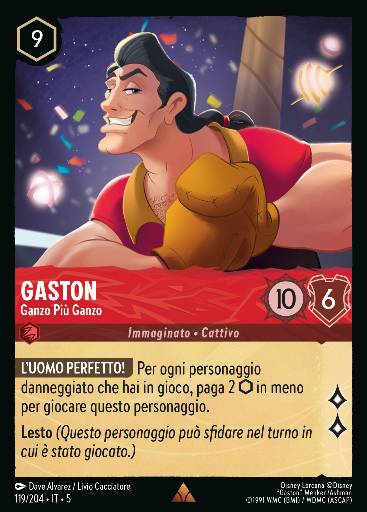 9
GASTON
Ganzo Più Ganzo
10
6
Immaginato • Cattivo
L'UOMO PERFETTO! Per ogni personaggio
danneggiato che hai in gioco, paga 2 ⬡ in meno
per giocare questo personaggio.
Lesto (Questo personaggio può sfidare nel turno in
cui è stato giocato.)
Dave Alvarez / Livio Cacciatore
119/204 • IT • 5
Disney Lorcana ©Disney
"Gaston" Menken/Ashman
©1991 WMC (BMI) / WDMC (ASCAP)